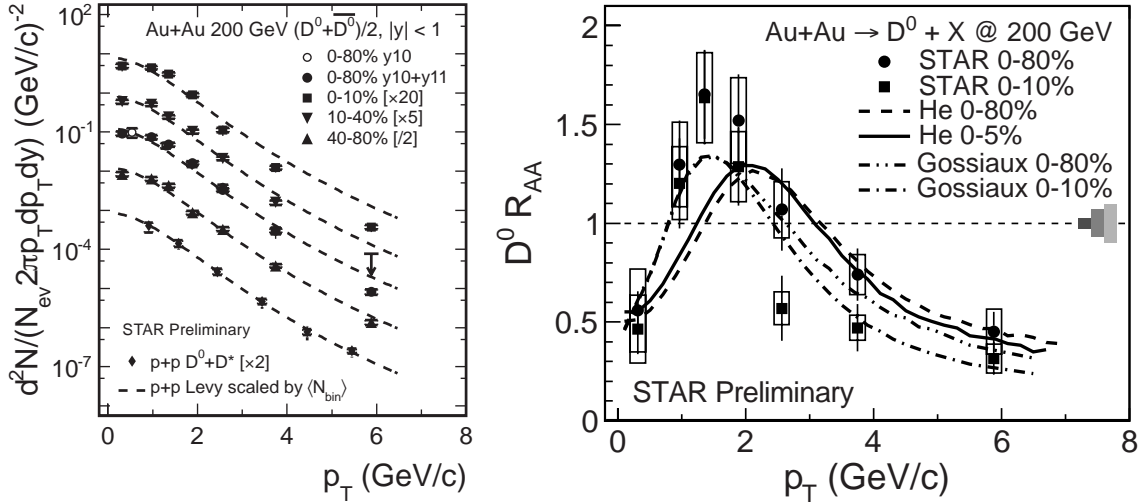 Au+Au 200 GeV (D⁰+D̅⁰)/2, |y| < 1
0-80% y10
0-80% y10+y11
0-10% [×20]
10-40% [×5]
40-80% [/2]
d²N/(N_ev 2πp_T dp_T dy) (GeV/c)⁻²
10²
10⁻¹
10⁻⁴
10⁻⁷
STAR Preliminary
p+p D⁰+D* [×2]
p+p Levy scaled by ⟨N_bin⟩
0 2 4 6 8
p_T (GeV/c)
Au+Au → D⁰ + X @ 200 GeV
STAR 0-80%
STAR 0-10%
He 0-80%
He 0-5%
Gossiaux 0-80%
Gossiaux 0-10%
D⁰ R_AA
2
1.5
1
0.5
0
STAR Preliminary
0 2 4 6 8
p_T (GeV/c)